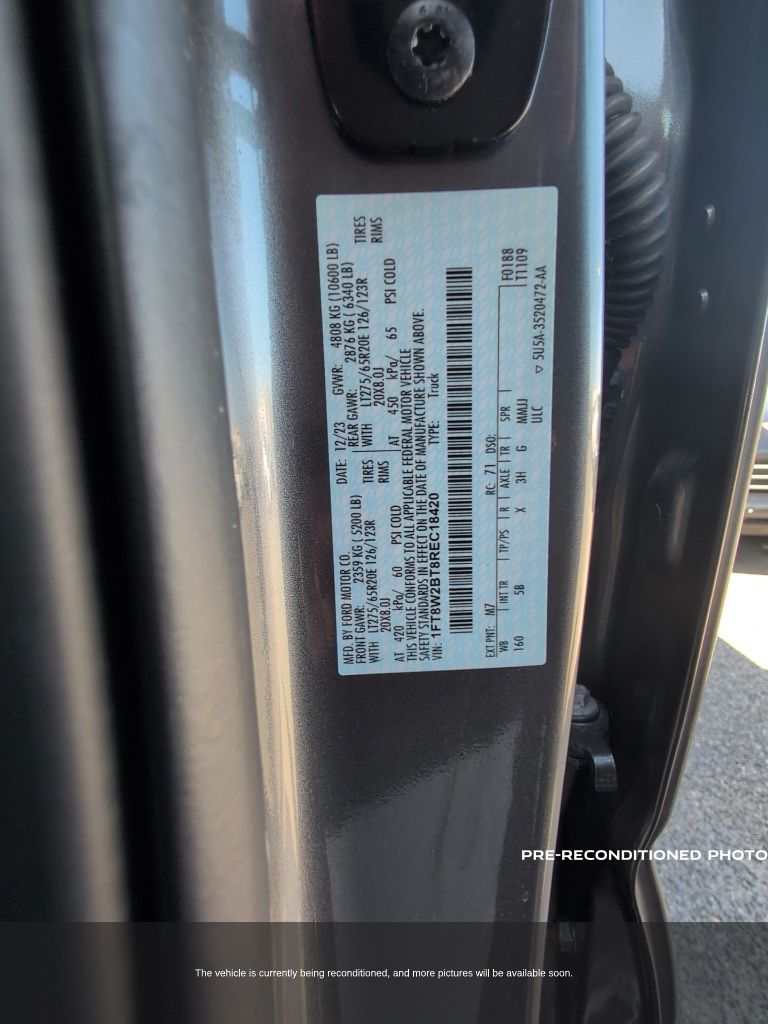 MFD. BY FORD MOTOR CO.
DATE: 12/23
GVWR: 4808 KG (10600 LB)
FRONT GAWR: 2359 KG ( 5200 LB)
REAR GAWR: 2876 KG ( 6340 LB)
WITH LT275/65R20E 126/123R TIRES
WITH LT275/65R20E 126/123R TIRES
20X8.0J RIMS
20X8.0J RIMS
AT 420 kPa/ 60 PSI COLD
AT 450 kPa/ 65 PSI COLD
THIS VEHICLE CONFORMS TO ALL APPLICABLE FEDERAL MOTOR VEHICLE
SAFETY STANDARDS IN EFFECT ON THE DATE OF MANUFACTURE SHOWN ABOVE.
VIN: 1FT8W2BT8REC18420
TYPE: Truck
EXT PNT: M7 RC: 71 DSO: F0188
WB INT TR TP/PS R AXLE TR SPR T1109
160 5B X 3H G MMJJ
ULC 5U5A-3520472-AA
PRE-RECONDITIONED PHOTO
The vehicle is currently being reconditioned, and more pictures will be available soon.